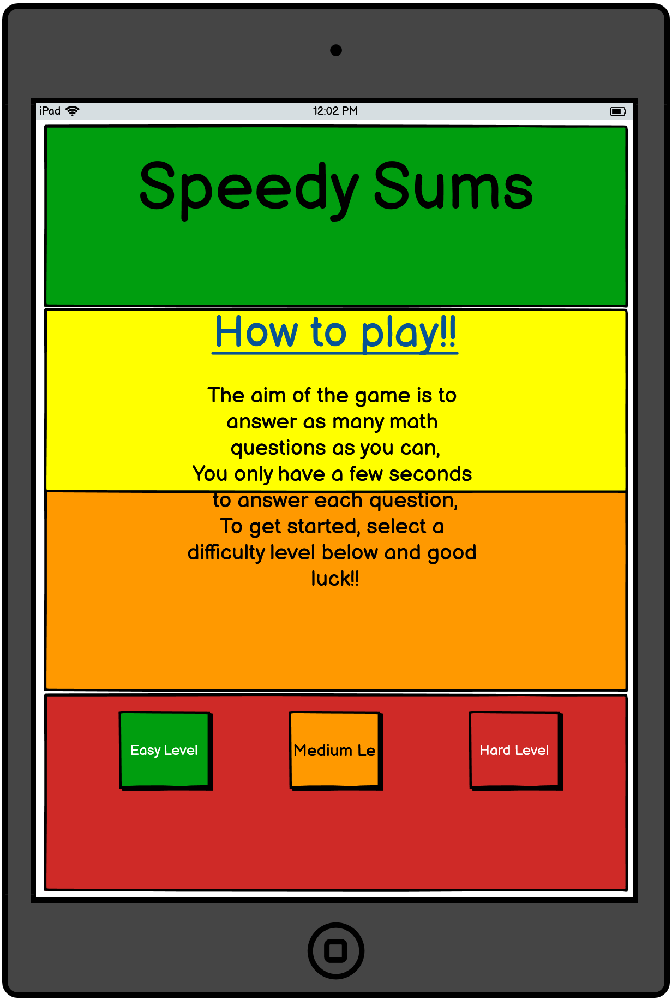 iPad
12:02 PM
Speedy Sums
How to play!!
The aim of the game is to
answer as many math
questions as you can,
You only have a few seconds
to answer each question,
To get started, select a
difficulty level below and good
luck!!
Easy Level
Medium Le
Hard Level